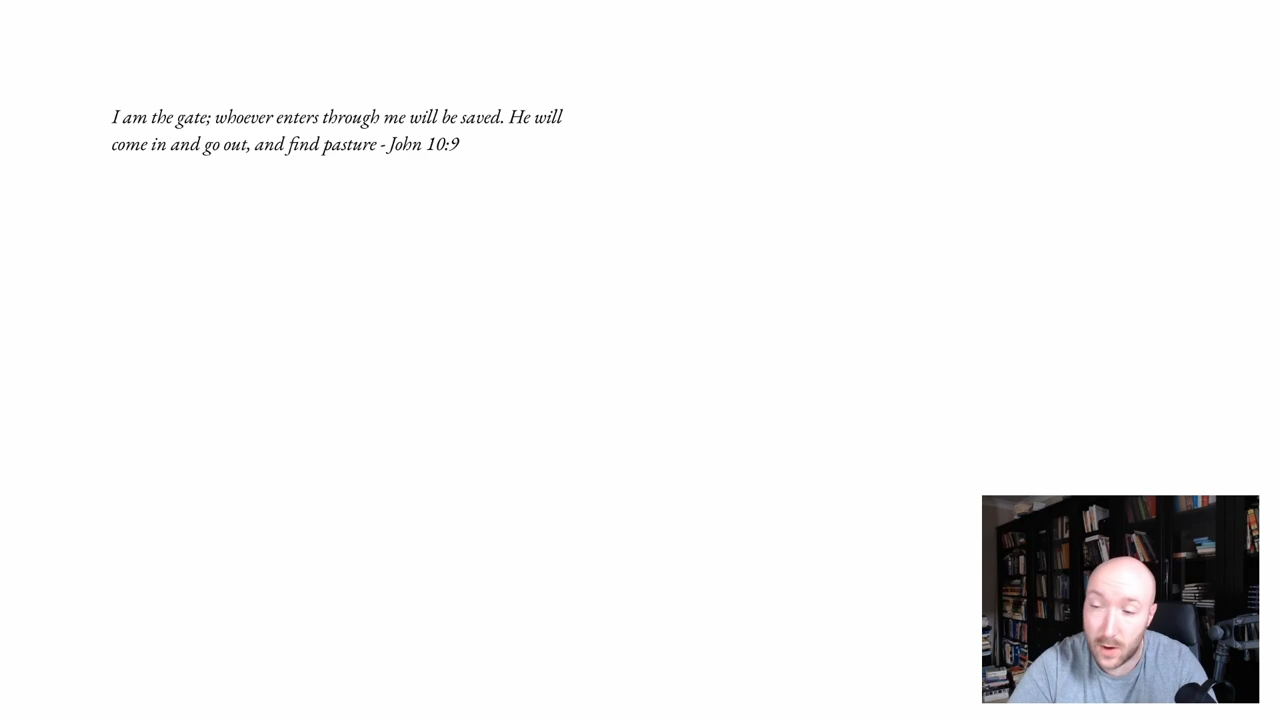 I am the gate; whoever enters through me will be saved. He will
come in and go out, and find pasture - John 10:9